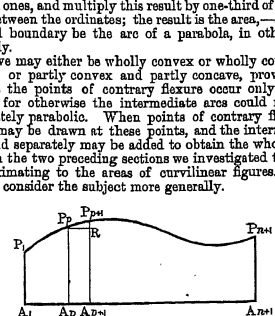 ones, and multiply this result by one-third of
between the ordinates; the result is the area,—
l boundary be the arc of a parabola, in oth
ly.
ve may either be wholly convex or wholly co
or partly convex and partly concave, prov
the points of contrary flexure occur only
for otherwise the intermediate arcs could
tely parabolic. When points of contrary fl
may be drawn at these points, and the inter
d separately may be added to obtain the who
n the two preceding sections we investigated
imating to the areas of curvilinear figures.
consider the subject more generally.
Pp Pp+1
R
P1 Pn+1
A1 Ap Ap+1 An+1